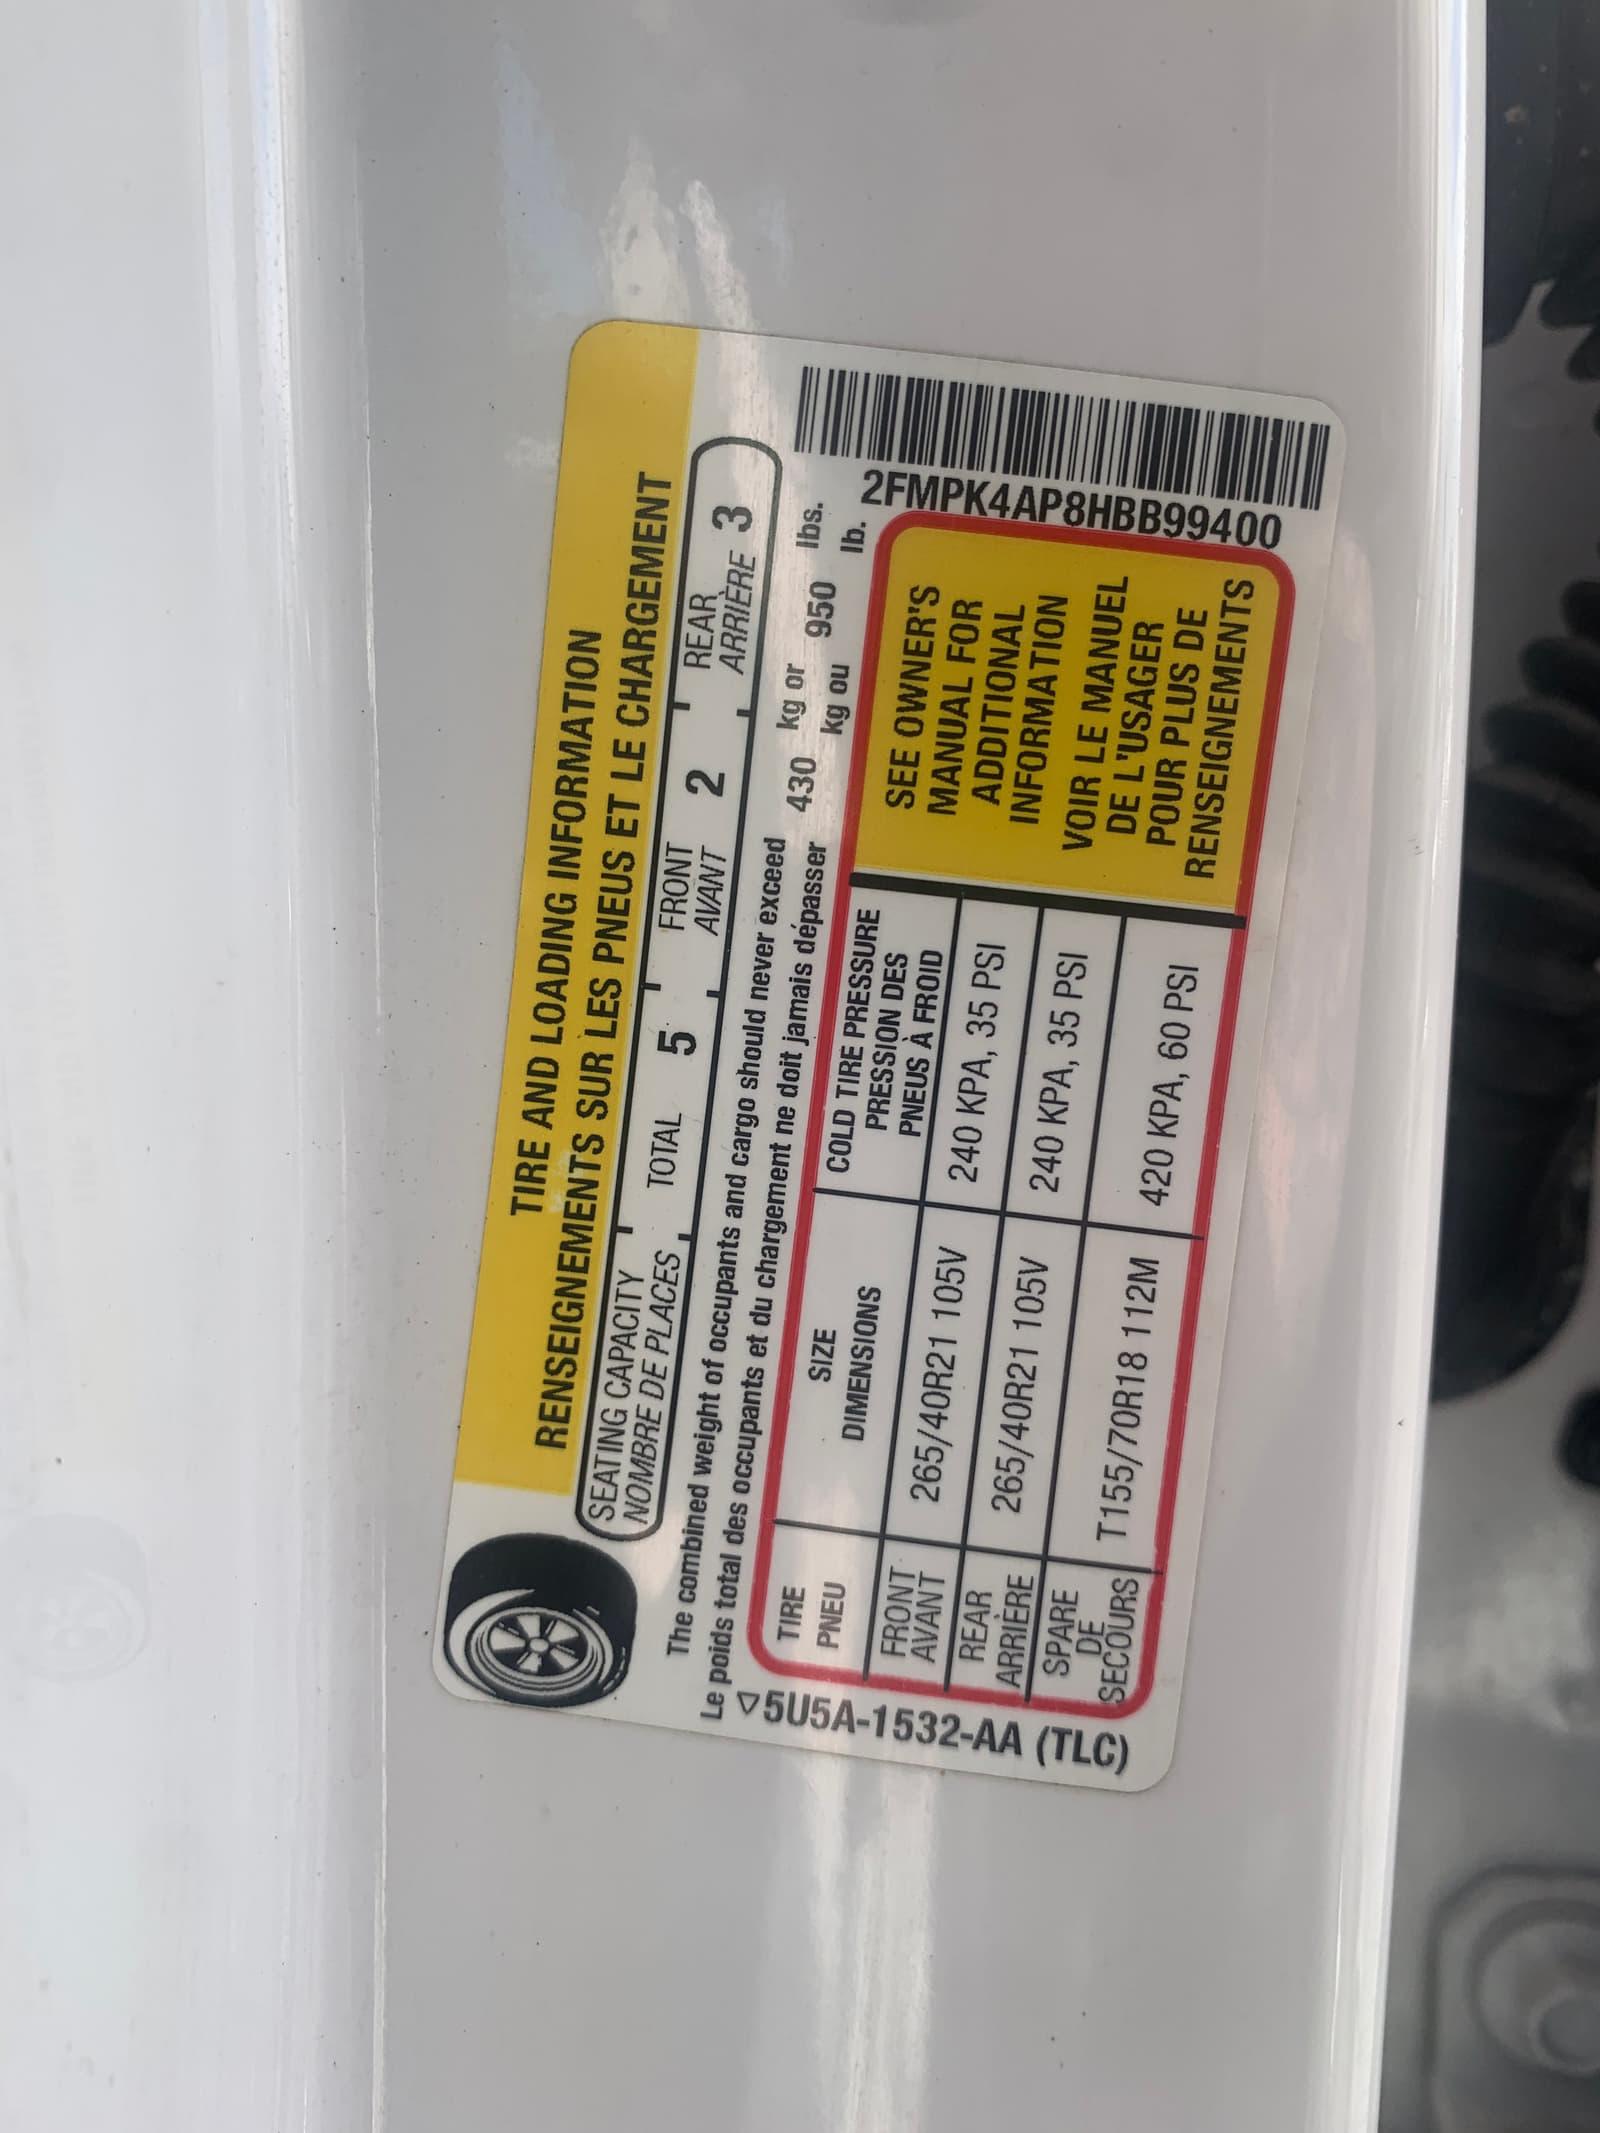 TIRE AND LOADING INFORMATION
RENSEIGNEMENTS SUR LES PNEUS ET LE CHARGEMENT
SEATING CAPACITY TOTAL 5 FRONT 2 REAR 3
NOMBRE DE PLACES AVANT ARRIÈRE
The combined weight of occupants and cargo should never exceed 430 kg or 950 lbs.
Le poids total des occupants et du chargement ne doit jamais dépasser kg ou lb.
TIRE SIZE COLD TIRE PRESSURE
PNEU DIMENSIONS PRESSION DES
PNEUS À FROID
FRONT
AVANT 265/40R21 105V 240 KPA, 35 PSI
REAR
ARRIÈRE 265/40R21 105V 240 KPA, 35 PSI
SPARE
DE
SECOURS T155/70R18 112M 420 KPA, 60 PSI
SEE OWNER'S
MANUAL FOR
ADDITIONAL
INFORMATION
VOIR LE MANUEL
DE L'USAGER
POUR PLUS DE
RENSEIGNEMENTS
2FMPK4AP8HBB99400
5U5A-1532-AA (TLC)